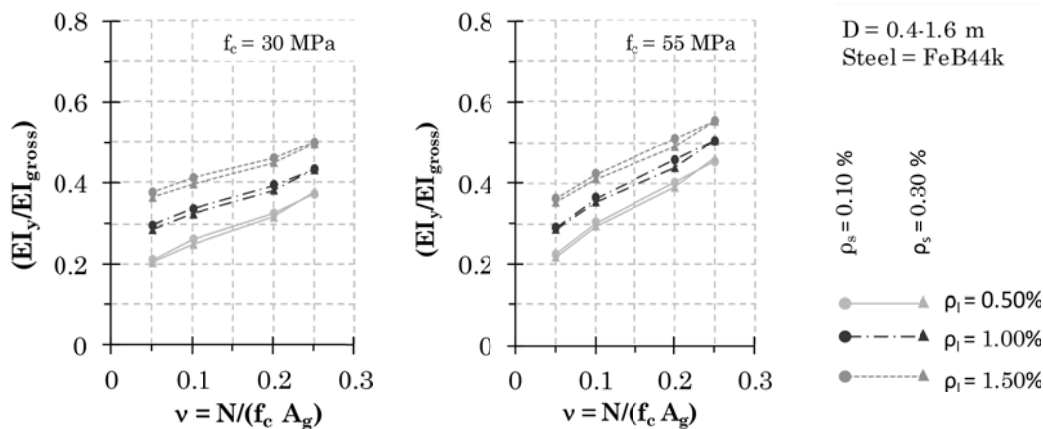 0.8
0.6
0.4
0.2
0
0
0.1
0.2
0.3
(EI_y/EI_gross)
f_c = 30 MPa
ν = N/(f_c A_g)
0.8
0.6
0.4
0.2
0
0
0.1
0.2
0.3
(EI_y/EI_gross)
f_c = 55 MPa
ν = N/(f_c A_g)
D = 0.4-1.6 m
Steel = FeB44k
ρ_s = 0.10 %
ρ_s = 0.30 %
ρ_l = 0.50%
ρ_l = 1.00%
ρ_l = 1.50%